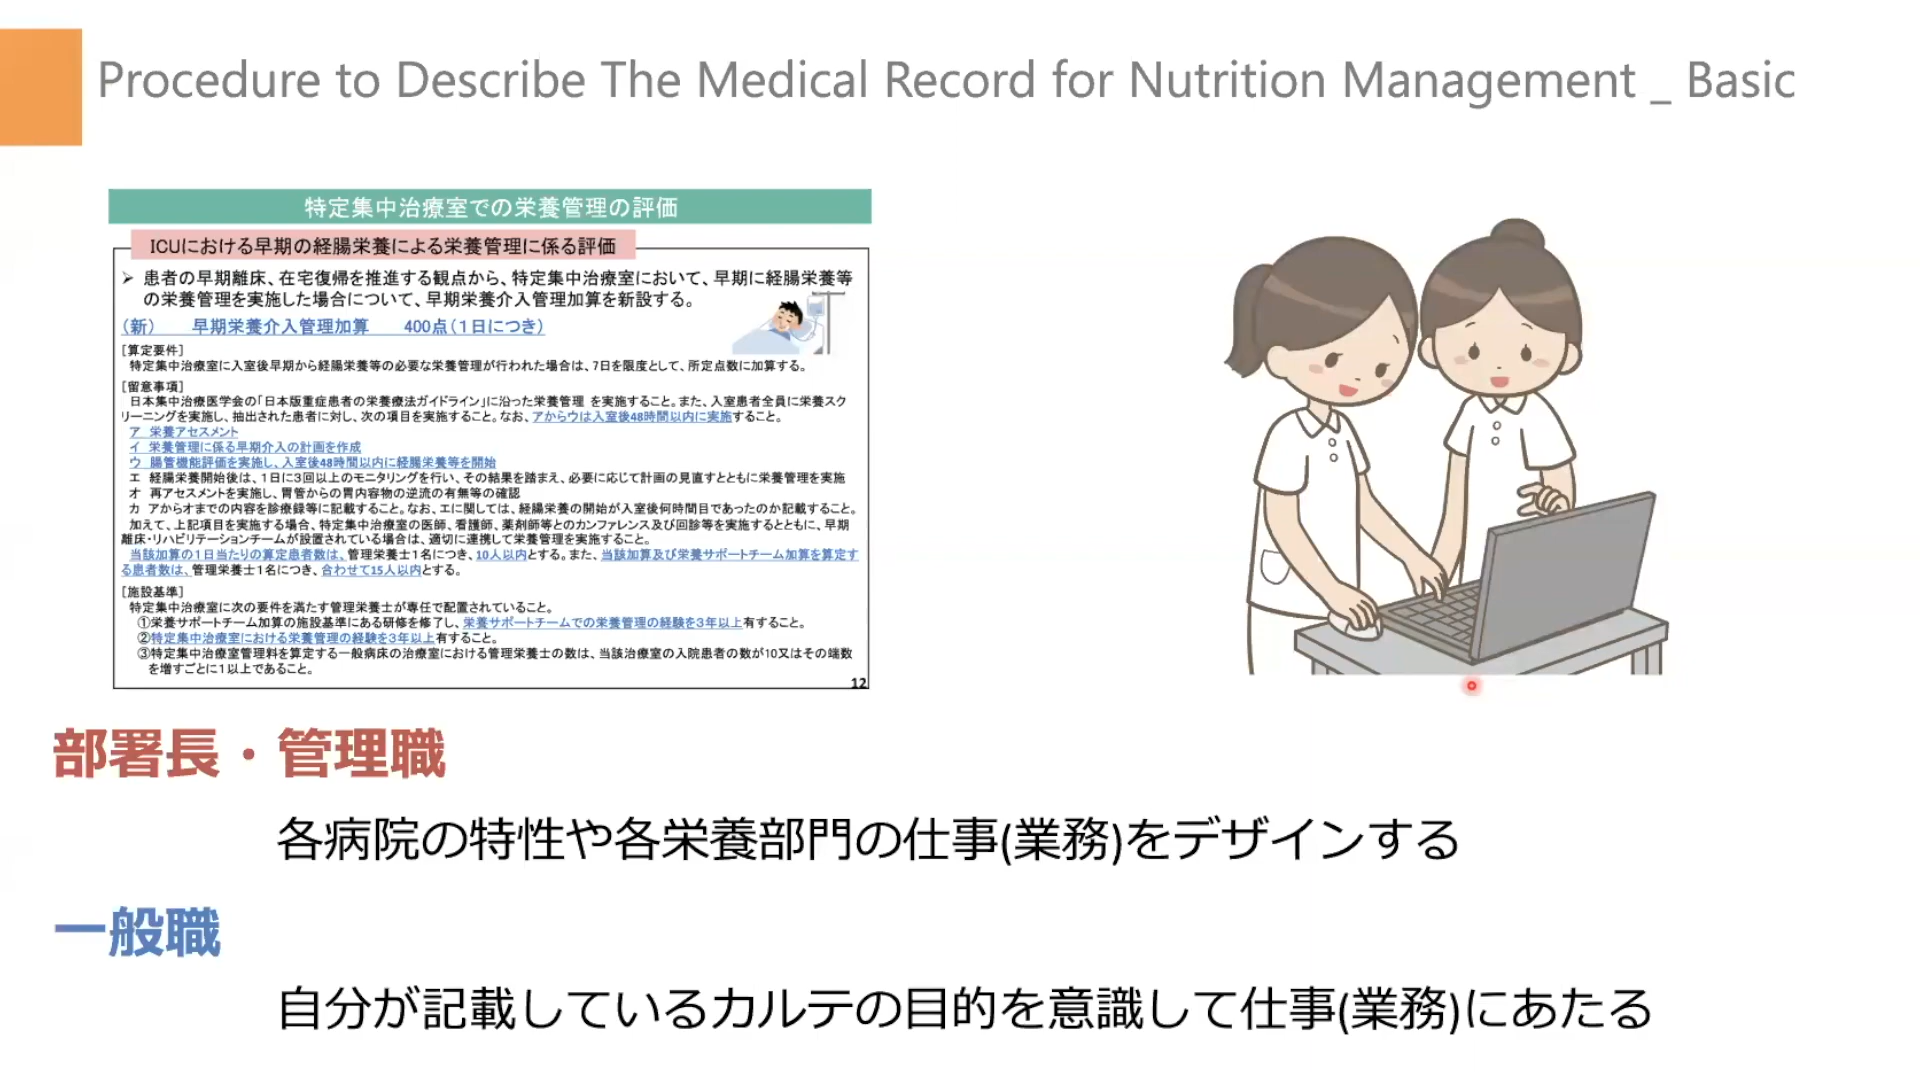 Procedure to Describe The Medical Record for Nutrition Management _ Basic
特定集中治療室での栄養管理の評価
ICUにおける早期の経腸栄養による栄養管理に係る評価
➢ 患者の早期離床、在宅復帰を推進する観点から、特定集中治療室において、早期に経腸栄養等
の栄養管理を実施した場合について、早期栄養介入管理加算を新設する。
(新) 早期栄養介入管理加算 400点(1日につき)
[算定要件]
特定集中治療室に入室後早期から経腸栄養等の必要な栄養管理が行われた場合は、7日を限度として、所定点数に加算する。
[留意事項]
日本集中治療医学会の「日本版重症患者の栄養療法ガイドライン」に沿った栄養管理 を実施すること。また、入室患者全員に栄養スク
リーニングを実施し、抽出された患者に対し、次の項目を実施すること。なお、アからウは入室後48時間以内に実施すること。
ア 栄養アセスメント
イ 栄養管理に係る早期介入の計画を作成
ウ 腸管機能評価を実施し、入室後48時間以内に経腸栄養等を開始
エ 経腸栄養開始後は、1日に3回以上のモニタリングを行い、その結果を踏まえ、必要に応じて計画の見直すとともに栄養管理を実施
オ 再アセスメントを実施し、胃管からの胃内容物の逆流の有無等の確認
カ アからオまでの内容を診療録等に記載すること。なお、エに関しては、経腸栄養の開始が入室後何時間目であったのか記載すること。
加えて、上記項目を実施する場合、特定集中治療室の医師、看護師、薬剤師等とのカンファレンス及び回診等を実施するとともに、早期
離床・リハビリテーションチームが設置されている場合は、適切に連携して栄養管理を実施すること。
当該加算の1日当たりの算定患者数は、管理栄養士1名につき、10人以内とする。また、当該加算及び栄養サポートチーム加算を算定す
る患者数は、管理栄養士1名につき、合わせて15人以内とする。
[施設基準]
特定集中治療室に次の要件を満たす管理栄養士が専任で配置されていること。
①栄養サポートチーム加算の施設基準にある研修を修了し、栄養サポートチームでの栄養管理の経験を3年以上有すること。
②特定集中治療室における栄養管理の経験を3年以上有すること。
③特定集中治療室管理料を算定する一般病床の治療室における管理栄養士の数は、当該治療室の入院患者の数が10又はその端数
を増すごとに1以上であること。
12
部署長・管理職
各病院の特性や各栄養部門の仕事(業務)をデザインする
一般職
自分が記載しているカルテの目的を意識して仕事(業務)にあたる